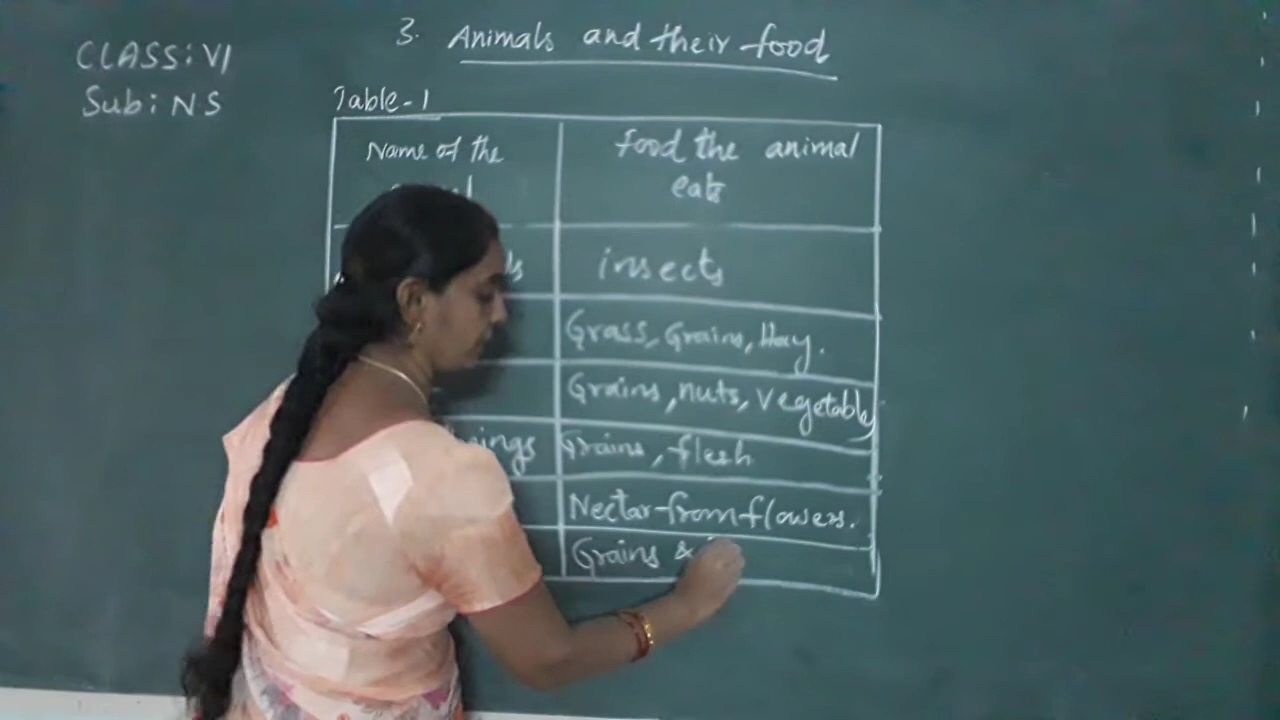 3. Animals and their food
CLASS: VI
Sub: NS
Table-1
Name of the
food the animal
eats
insects
Grass, Grains, Hay.
Grains, nuts, vegetables
Grains, flesh
Nectar from flowers.
Grains &